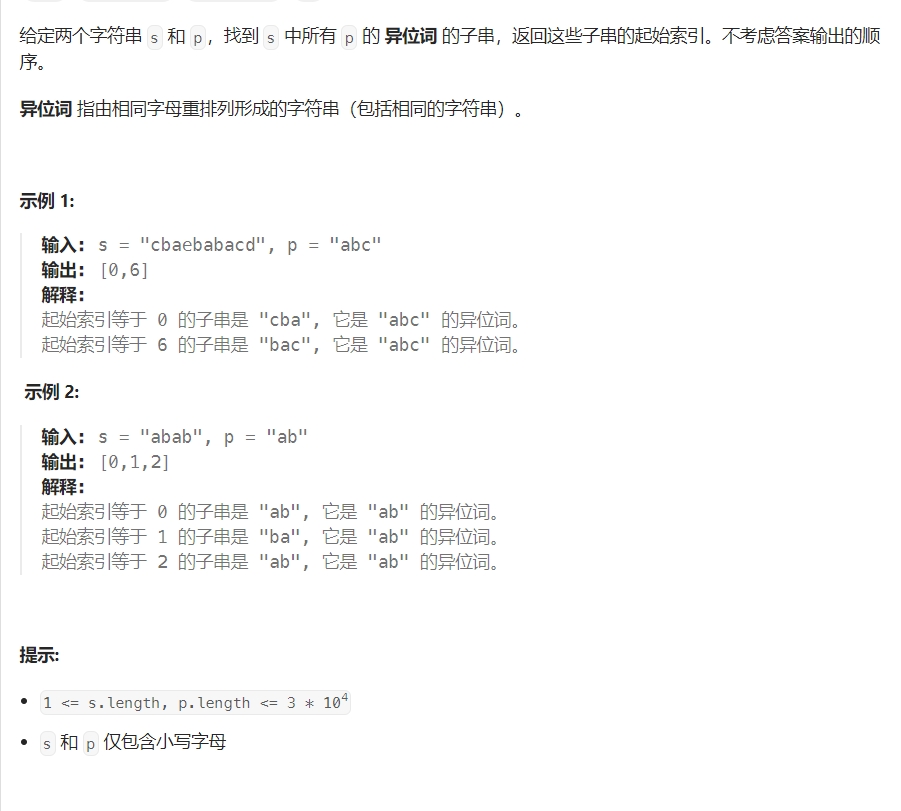 给定两个字符串 s 和 p，找到 s 中所有 p 的 异位词 的子串，返回这些子串的起始索引。不考虑答案输出的顺
序。
异位词 指由相同字母重排列形成的字符串（包括相同的字符串）。
示例 1:
输入: s = "cbaebabacd", p = "abc"
输出: [0,6]
解释:
起始索引等于 0 的子串是 "cba", 它是 "abc" 的异位词。
起始索引等于 6 的子串是 "bac", 它是 "abc" 的异位词。
示例 2:
输入: s = "abab", p = "ab"
输出: [0,1,2]
解释:
起始索引等于 0 的子串是 "ab", 它是 "ab" 的异位词。
起始索引等于 1 的子串是 "ba", 它是 "ab" 的异位词。
起始索引等于 2 的子串是 "ab", 它是 "ab" 的异位词。
提示:
• 1 <= s.length, p.length <= 3 * 10⁴
• s 和 p 仅包含小写字母